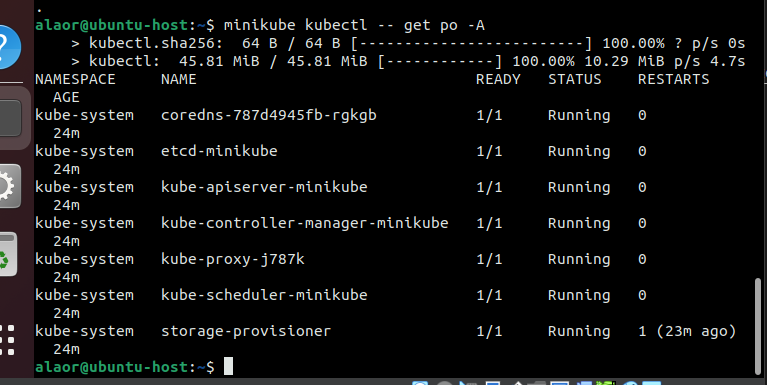 .
alaor@ubuntu-host:~$ minikube kubectl -- get po -A
    > kubectl.sha256:  64 B / 64 B [-------------------------] 100.00% ? p/s 0s
    > kubectl:  45.81 MiB / 45.81 MiB [------------] 100.00% 10.29 MiB p/s 4.7s
NAMESPACE     NAME                               READY   STATUS    RESTARTS
  AGE
kube-system   coredns-787d4945fb-rgkgb           1/1     Running   0
  24m
kube-system   etcd-minikube                      1/1     Running   0
  24m
kube-system   kube-apiserver-minikube            1/1     Running   0
  24m
kube-system   kube-controller-manager-minikube   1/1     Running   0
  24m
kube-system   kube-proxy-j787k                   1/1     Running   0
  24m
kube-system   kube-scheduler-minikube            1/1     Running   0
  24m
kube-system   storage-provisioner                1/1     Running   1 (23m ago)
  24m
alaor@ubuntu-host:~$